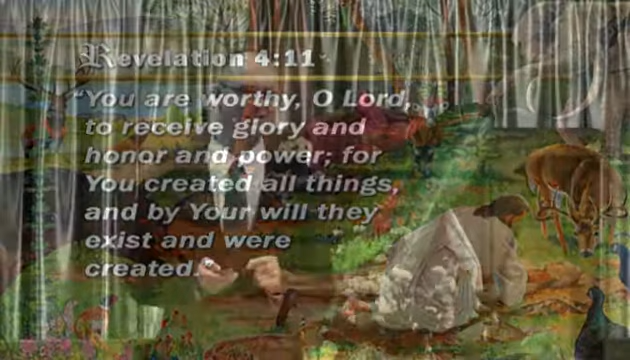 Revelation 4:11
“You are worthy, O Lord,
to receive glory and
honor and power; for
You created all things,
and by Your will they
exist and were
created.